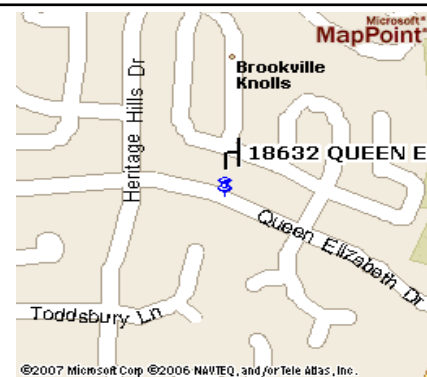 Microsoft®
MapPoint®
Brookville
Knolls
Heritage Hills Dr
18632 QUEEN E
Queen Elizabeth Dr
Toddsbury Ln
©2007 Microsoft Corp ©2006 NAVTEQ, and/or Tele Atlas, Inc.